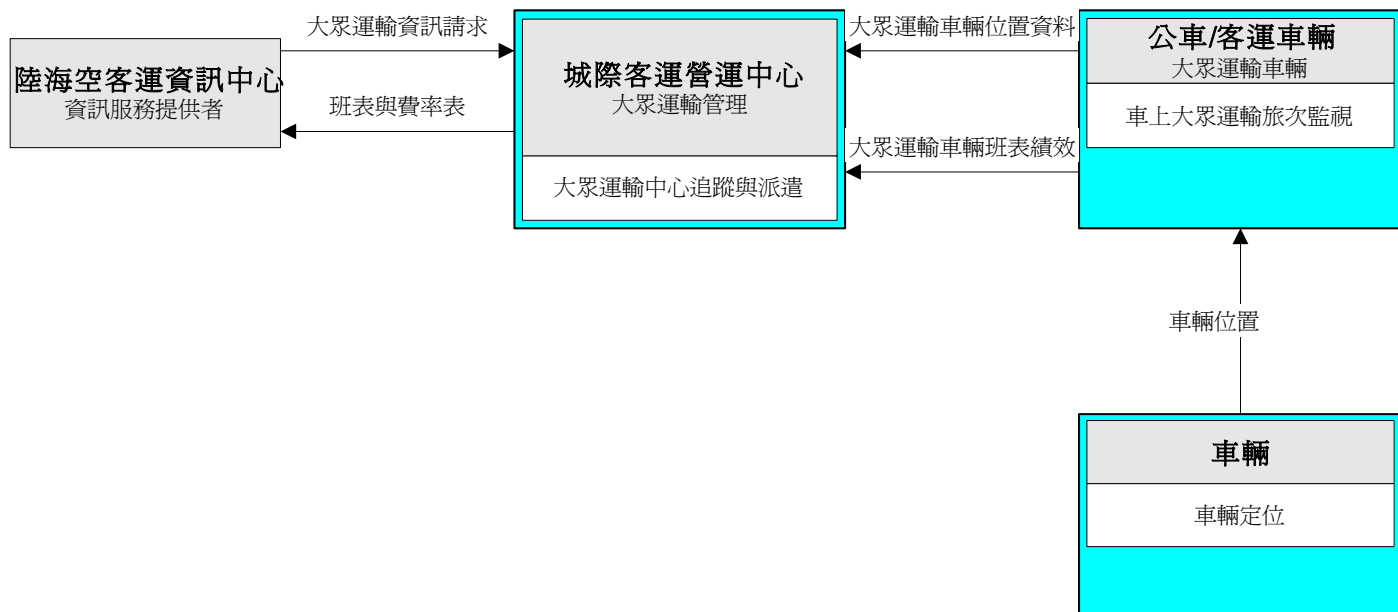 大眾運輸資訊請求
陸海空客運資訊中心
資訊服務提供者
班表與費率表
城際客運營運中心
大眾運輸管理
大眾運輸中心追蹤與派遣
大眾運輸車輛位置資料
大眾運輸車輛班表績效
公車/客運車輛
大眾運輸車輛
車上大眾運輸旅次監視
車輛位置
車輛
車輛定位